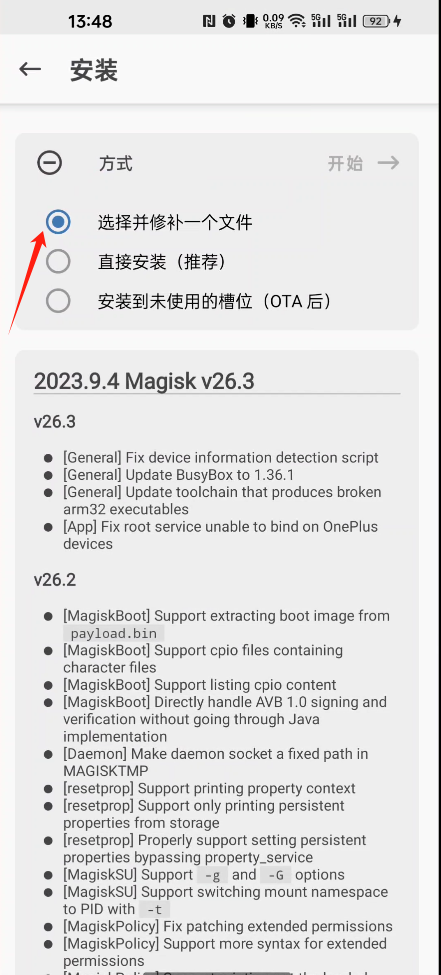 13:48 0.09 KB/S 5G 5G 92
安装
方式 开始
选择并修补一个文件
直接安装（推荐）
安装到未使用的槽位（OTA 后）
2023.9.4 Magisk v26.3
v26.3
[General] Fix device information detection script
[General] Update BusyBox to 1.36.1
[General] Update toolchain that produces broken
arm32 executables
[App] Fix root service unable to bind on OnePlus
devices
v26.2
[MagiskBoot] Support extracting boot image from
payload.bin
[MagiskBoot] Support cpio files containing
character files
[MagiskBoot] Support listing cpio content
[MagiskBoot] Directly handle AVB 1.0 signing and
verification without going through Java
implementation
[Daemon] Make daemon socket a fixed path in
MAGISKTMP
[resetprop] Support printing property context
[resetprop] Support only printing persistent
properties from storage
[resetprop] Properly support setting persistent
properties bypassing property_service
[MagiskSU] Support -g and -G options
[MagiskSU] Support switching mount namespace
to PID with -t
[MagiskPolicy] Fix patching extended permissions
[MagiskPolicy] Support more syntax for extended
permissions